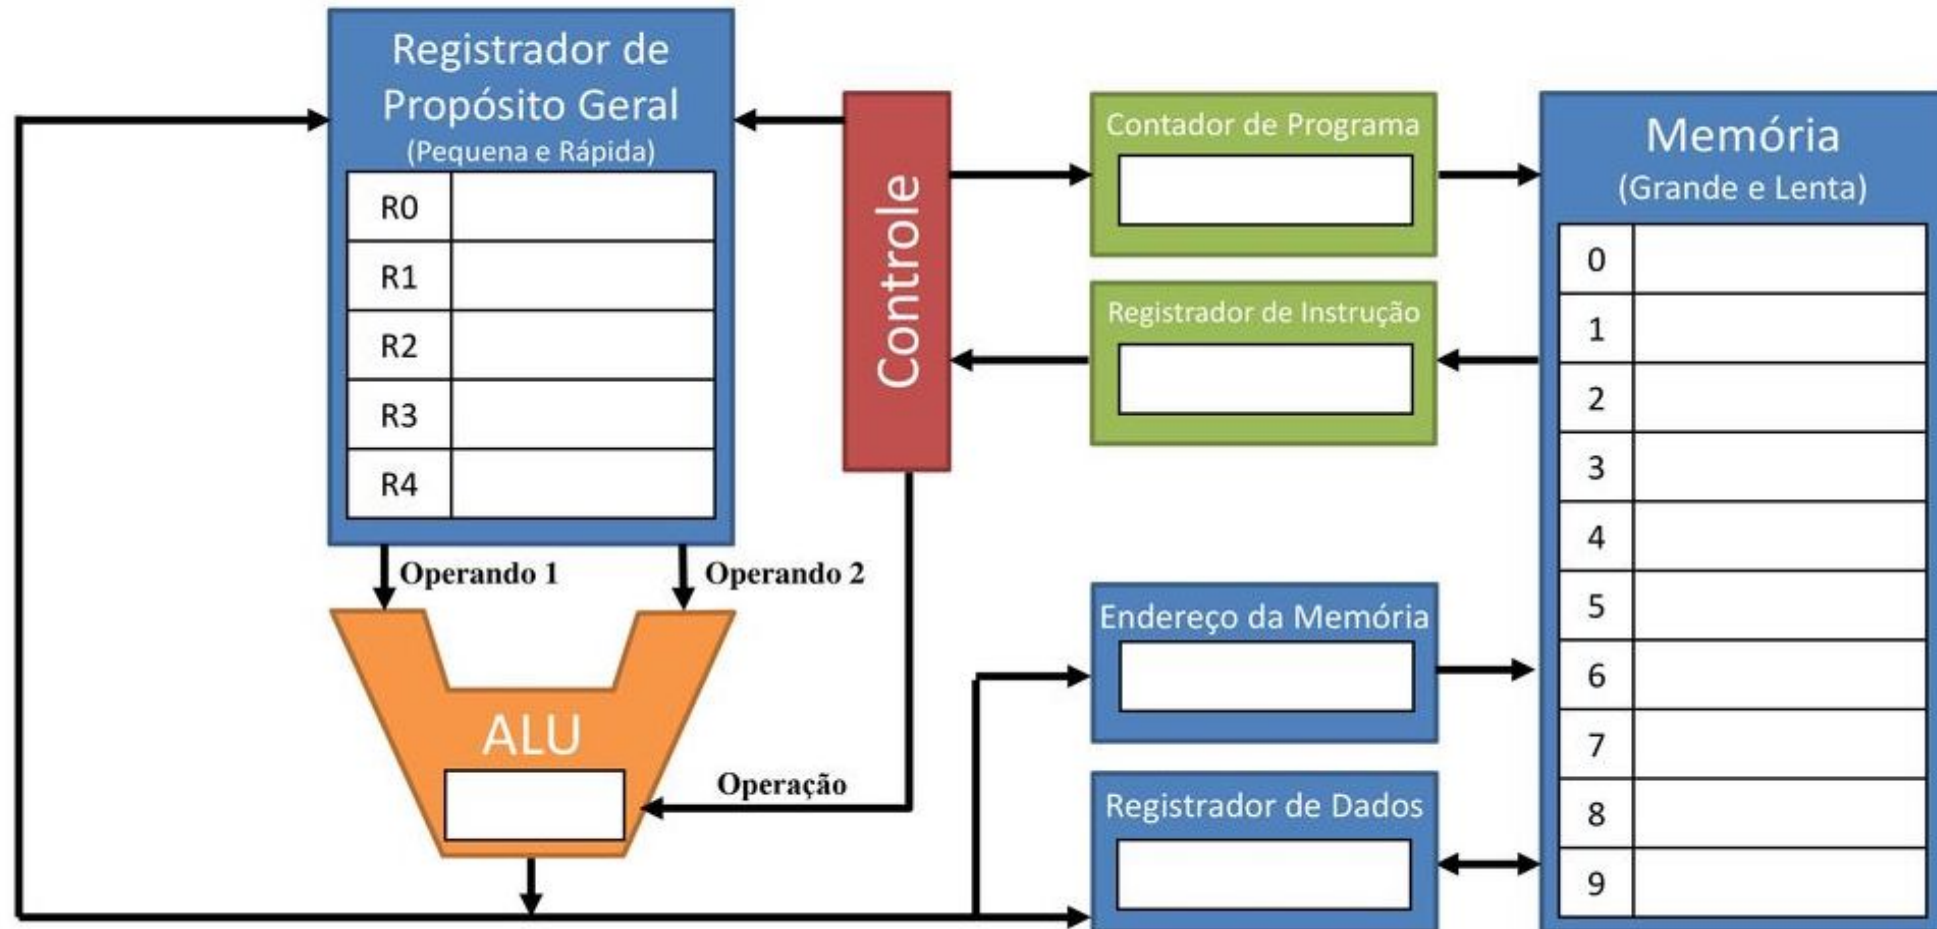 Registrador de
Propósito Geral
(Pequena e Rápida)
R0
R1
R2
R3
R4
Operando 1
Operando 2
ALU
Operação
Controle
Contador de Programa
Registrador de Instrução
Endereço da Memória
Registrador de Dados
Memória
(Grande e Lenta)
0
1
2
3
4
5
6
7
8
9